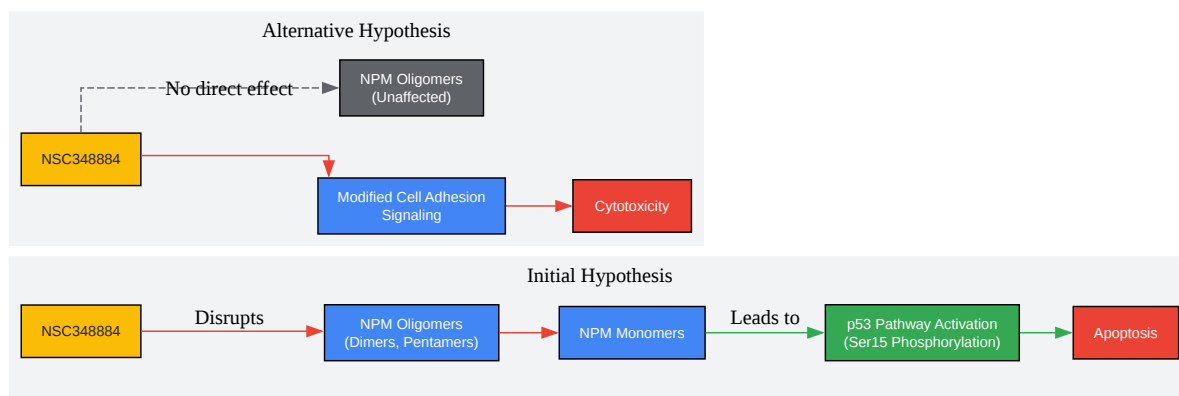 Alternative Hypothesis
No direct effect
NPM Oligomers
(Unaffected)
NSC348884
Modified Cell Adhesion
Signaling
Cytotoxicity
Initial Hypothesis
NSC348884
Disrupts
NPM Oligomers
(Dimers, Pentamers)
NPM Monomers
Leads to
p53 Pathway Activation
(Ser15 Phosphorylation)
Apoptosis